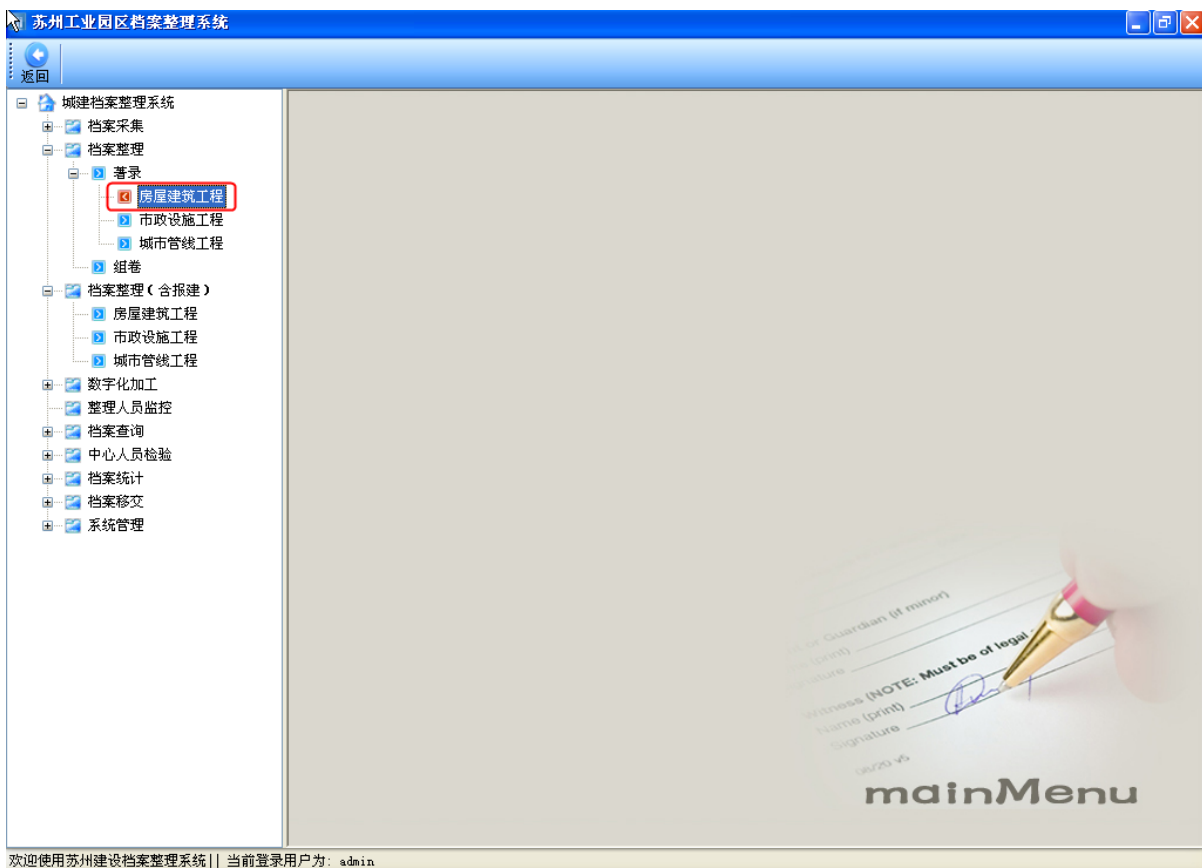 苏州工业园区档案整理系统
返回
城建档案整理系统
档案采集
档案整理
著录
房屋建筑工程
市政设施工程
城市管线工程
组卷
档案整理(含报建)
房屋建筑工程
市政设施工程
城市管线工程
数字化加工
整理人员监控
档案查询
中心人员检验
档案统计
档案移交
系统管理
or Guardian (if minor)
(print)
Signature
Witness (NOTE: Must be of legal
Name (print)
Signature
06/20 v5
mainMenu
欢迎使用苏州建设档案整理系统|| 当前登录用户为: admin